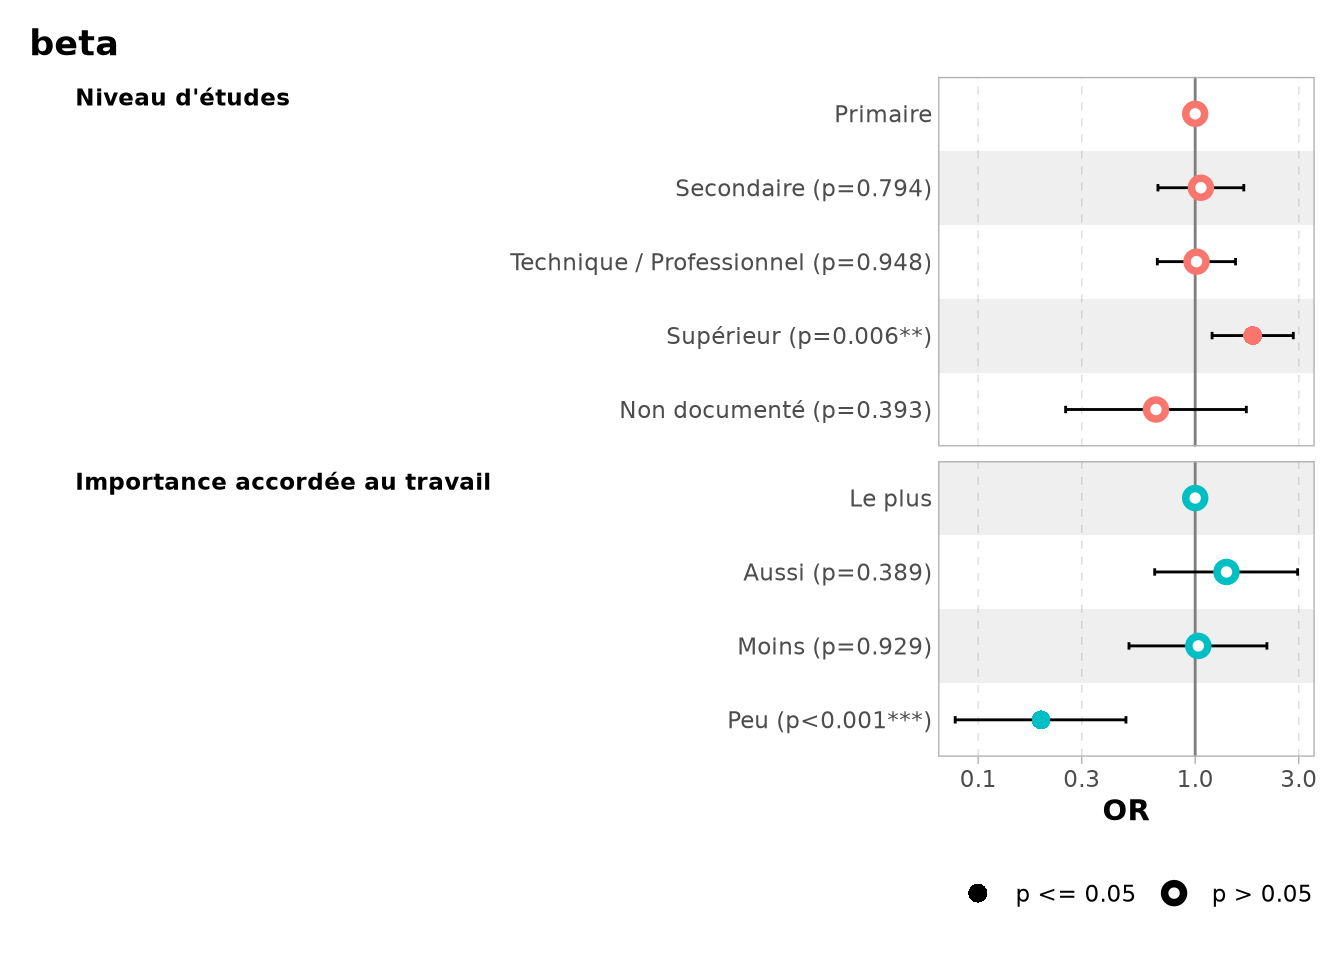 beta
Niveau d'études
Primaire
Secondaire (p=0.794)
Technique / Professionnel (p=0.948)
Supérieur (p=0.006**)
Non documenté (p=0.393)
Importance accordée au travail
Le plus
Aussi (p=0.389)
Moins (p=0.929)
Peu (p<0.001***)
0.1 0.3 1.0 3.0
OR
p <= 0.05 p > 0.05